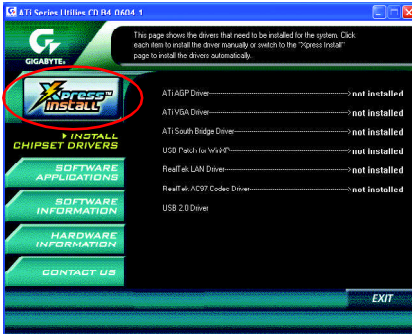 ATi Series Utilies CD B4.0604.1
GIGABYTE
This page shows the drivers that need to be installed for the system. Click
each item to install the driver manually or switch to the "Xpress Install"
page to install the drivers automatically.
Xpress™
INSTALL
INSTALL
CHIPSET DRIVERS
SOFTWARE
APPLICATIONS
SOFTWARE
INFORMATION
HARDWARE
INFORMATION
CONTACT US
ATi AGP Driver------>not installed
ATi VGA Driver------>not installed
ATi South Bridge Driver------>not installed
USB Patch for WinXP------>not installed
RealTek LAN Driver------>not installed
RealTek AC97 Codec Driver------>not installed
USB 2.0 Driver
EXIT